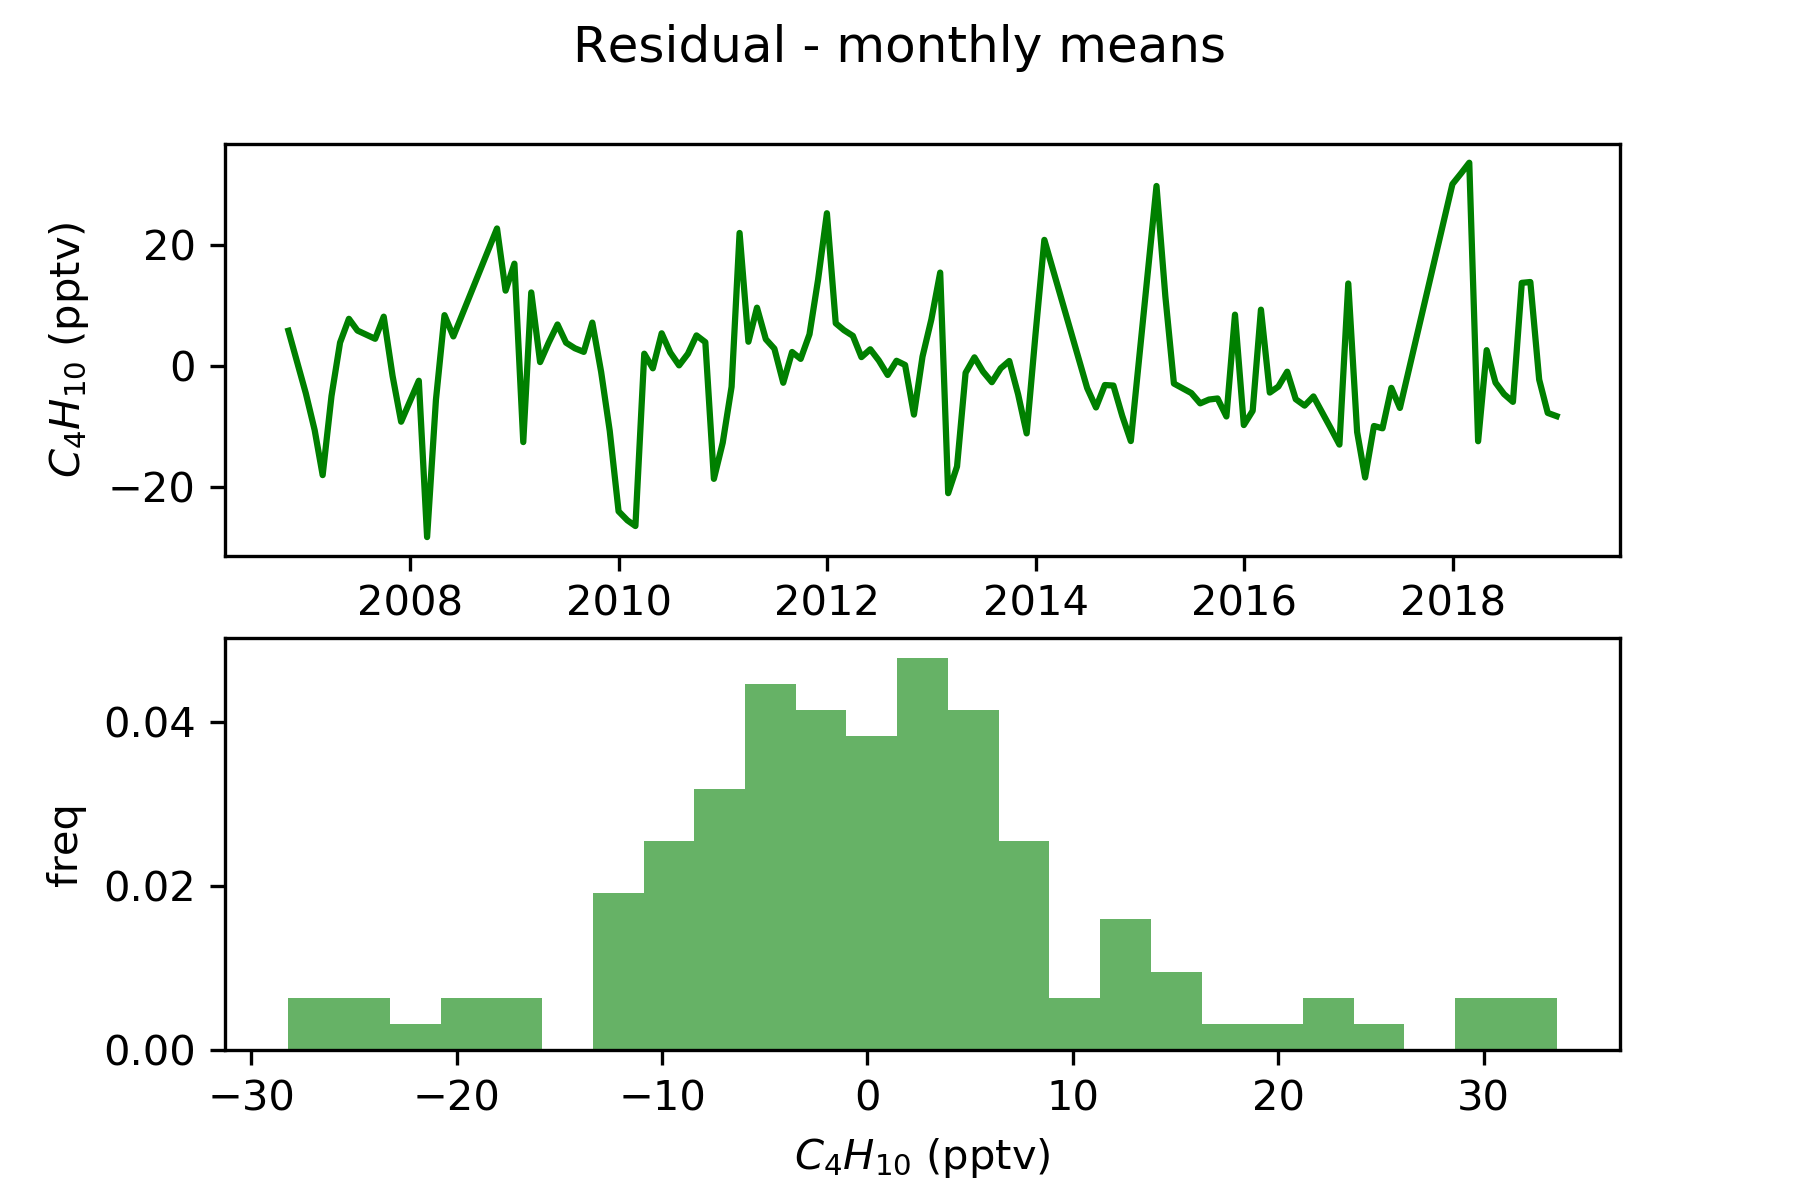 Residual - monthly means
C₄H₁₀ (pptv)
20
0
−20
2008 2010 2012 2014 2016 2018
freq
0.04
0.02
0.00
−30 −20 −10 0 10 20 30
C₄H₁₀ (pptv)